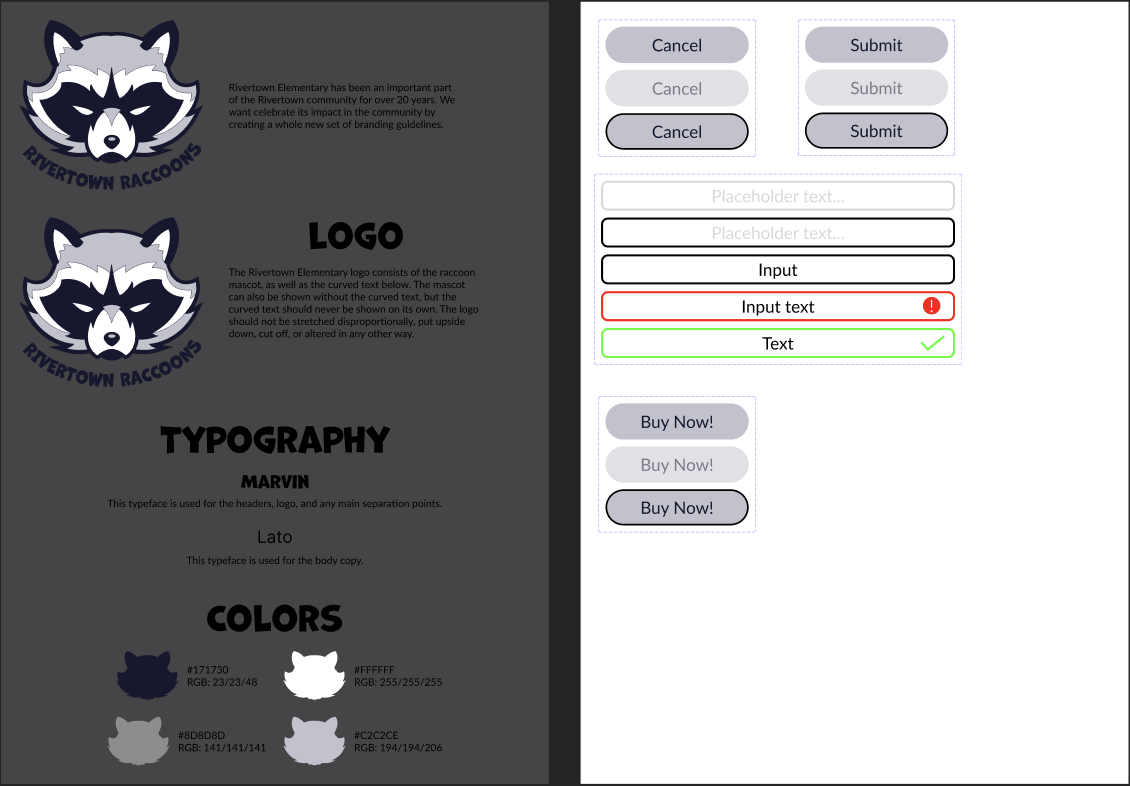 Rivertown Elementary has been an important part
of the Rivertown community for over 20 years. We
want celebrate its impact in the community by
creating a whole new set of branding guidelines.
RIVERTOWN RACCOONS
LOGO
The Rivertown Elementary logo consists of the raccoon
mascot, as well as the curved text below. The mascot
can also be shown without the curved text, but the
curved text should never be shown on its own. The logo
should not be stretched disproportionally, put upside
down, cut off, or altered in any other way.
RIVERTOWN RACCOONS
TYPOGRAPHY
MARVIN
This typeface is used for the headers, logo, and any main separation points.
Lato
This typeface is used for the body copy.
COLORS
#171730
RGB: 23/23/48
#FFFFFF
RGB: 255/255/255
#8D8D8D
RGB: 141/141/141
#C2C2CE
RGB: 194/194/206
Cancel
Cancel
Cancel
Submit
Submit
Submit
Placeholder text...
Placeholder text...
Input
Input text
!
Text
Buy Now!
Buy Now!
Buy Now!